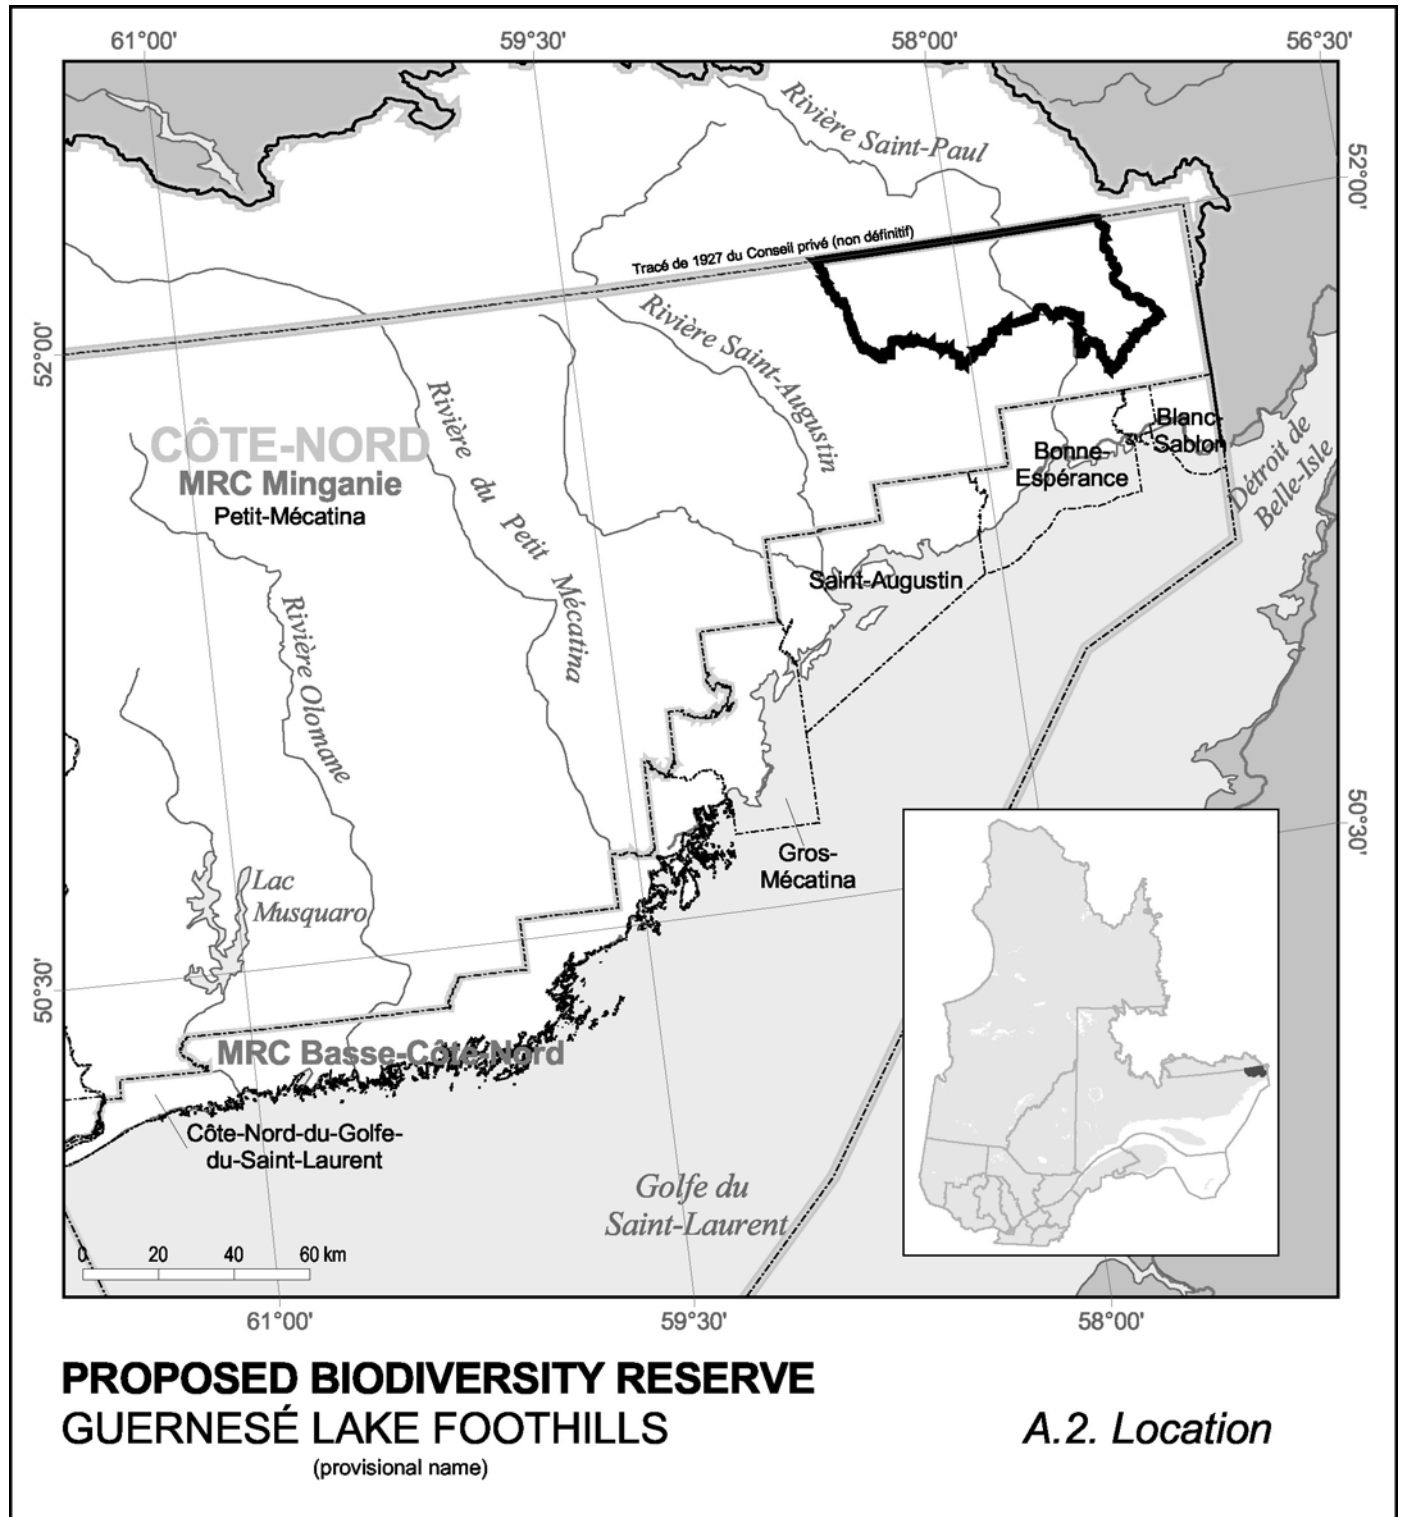 61°00'
59°30'
58°00'
56°30'
Rivière Saint-Paul
52°00'
Tracé de 1927 du Conseil privé (non définitif)
Rivière Saint-Augustin
52°00'
Rivière du Petit Mécatina
CÔTE-NORD
MRC Minganie
Petit-Mécatina
Blanc-
Sablon
Bonne-
Espérance
Détroit de
Belle-Isle
Saint-Augustin
Rivière Olomane
50°30'
Gros-
Mécatina
Lac
Musquaro
50°30'
MRC Basse-Côte-Nord
Côte-Nord-du-Golfe-
du-Saint-Laurent
Golfe du
Saint-Laurent
0 20 40 60 km
61°00'
59°30'
58°00'
PROPOSED BIODIVERSITY RESERVE
GUERNESÉ LAKE FOOTHILLS
(provisional name)
A.2. Location